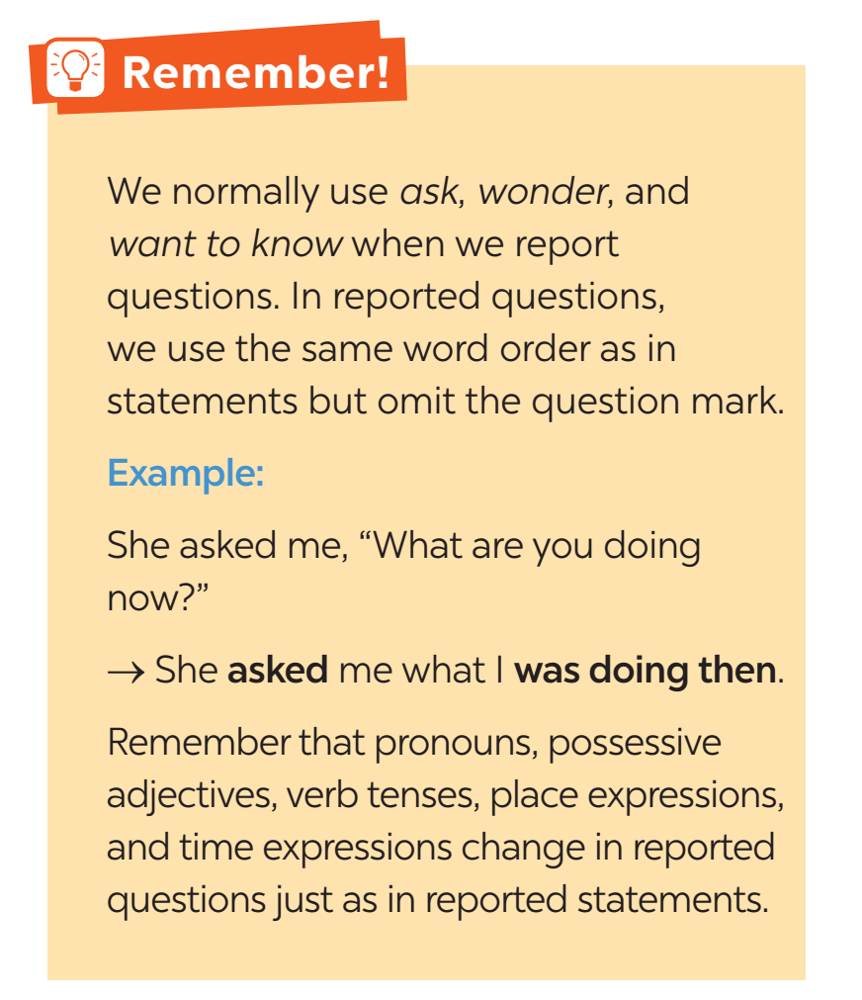 Remember!
We normally use ask, wonder, and
want to know when we report
questions. In reported questions,
we use the same word order as in
statements but omit the question mark.
Example:
She asked me, “What are you doing
now?”
→ She asked me what I was doing then.
Remember that pronouns, possessive
adjectives, verb tenses, place expressions,
and time expressions change in reported
questions just as in reported statements.